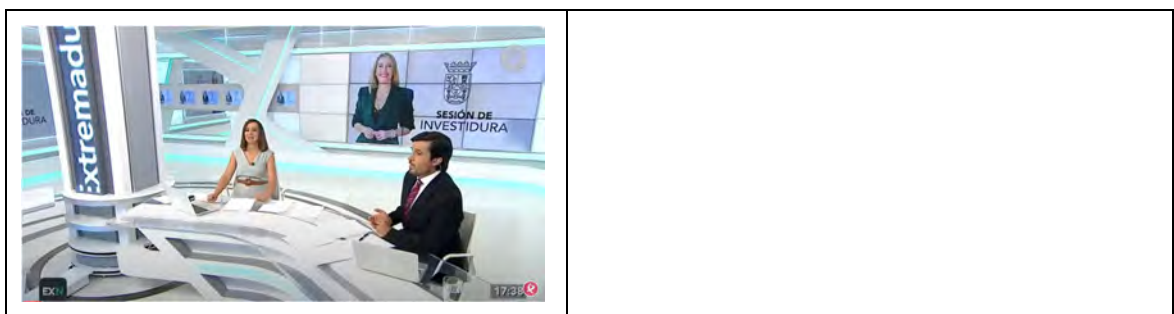 Extremadu
DE
DURA
SESIÓN DE
INVESTIDURA
EXN
17:38